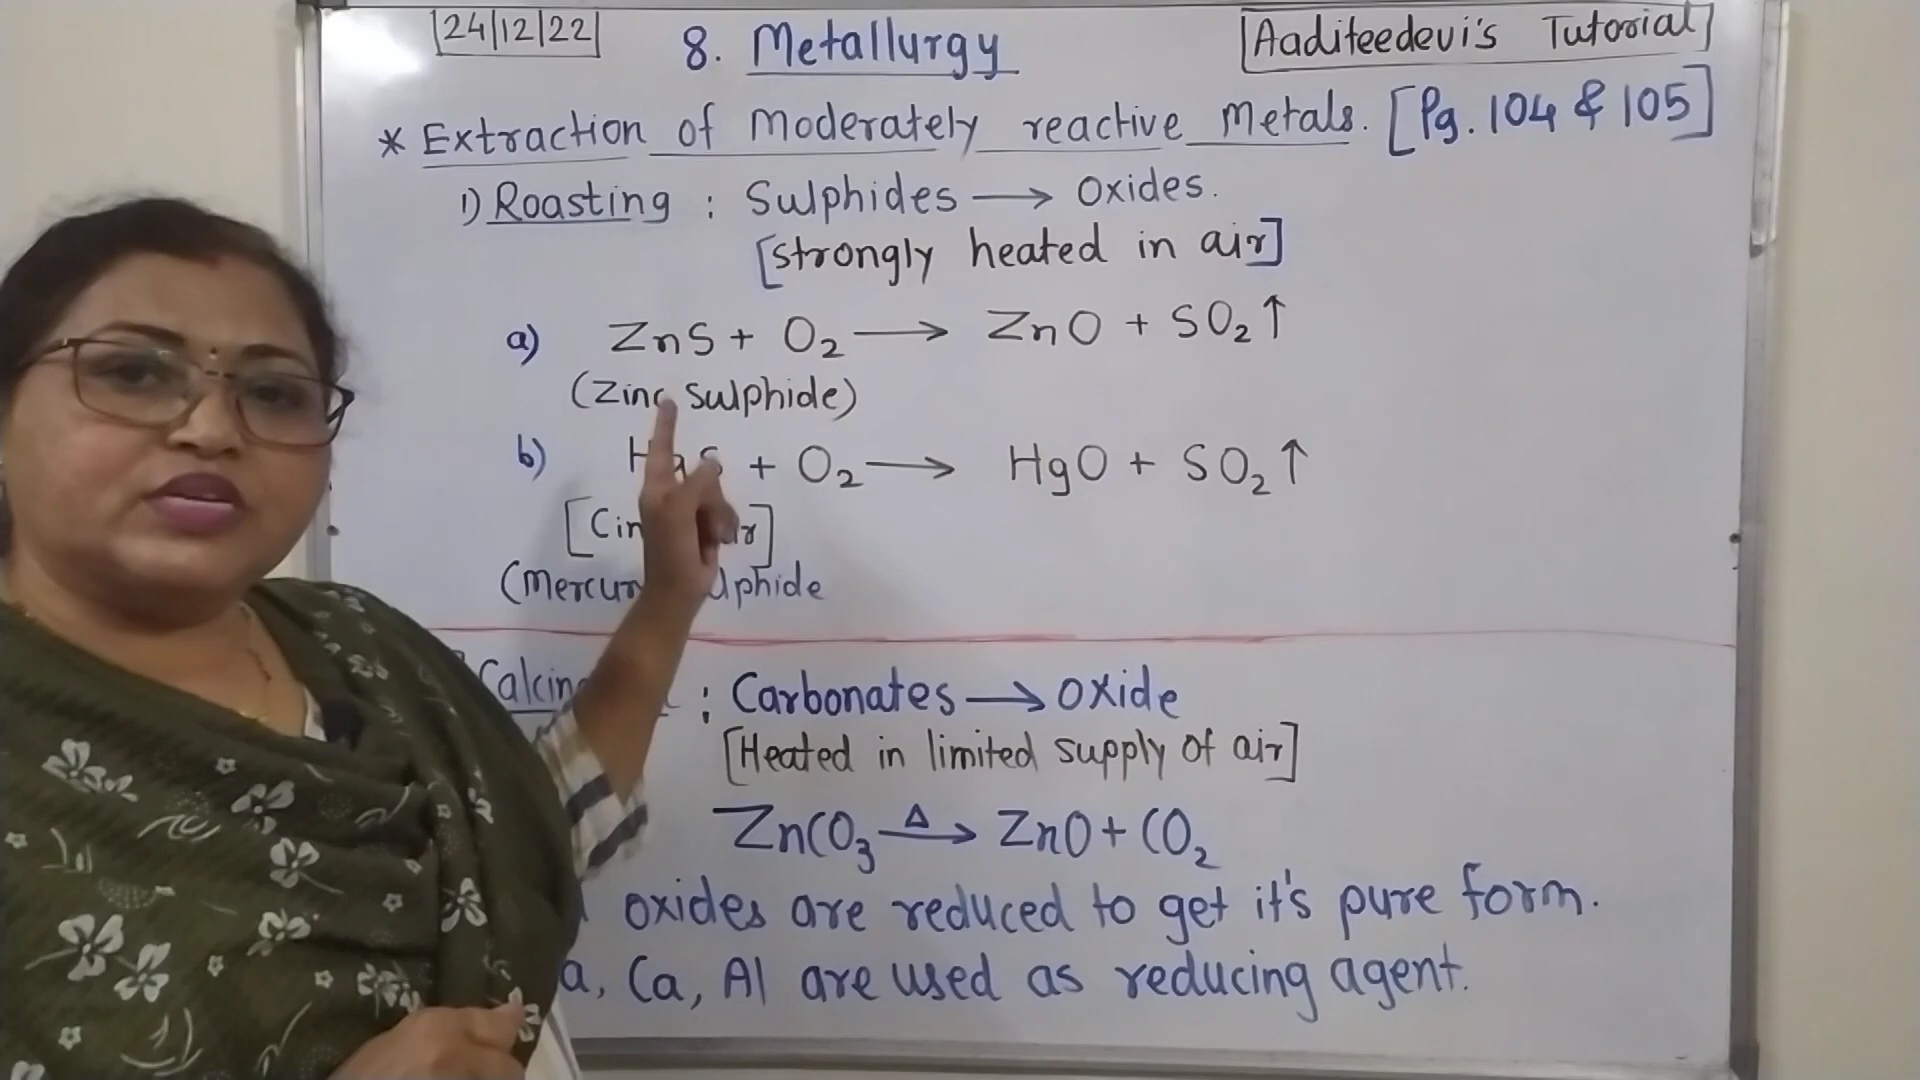 24/12/22
8. Metallurgy
Aaditeedevi's Tutorial
* Extraction of Moderately reactive Metals. [Pg. 104 & 105]
1) Roasting : Sulphides → Oxides.
[strongly heated in air]
a) ZnS + O₂ → ZnO + SO₂↑
(Zinc sulphide)
b) HgS + O₂ → HgO + SO₂↑
(Mercury
: Carbonates → Oxide
[Heated in limited supply of air]
ZnCO₃ —Δ→ ZnO + CO₂
oxides are reduced to get it's pure form.
Ca, Al are used as reducing agent.